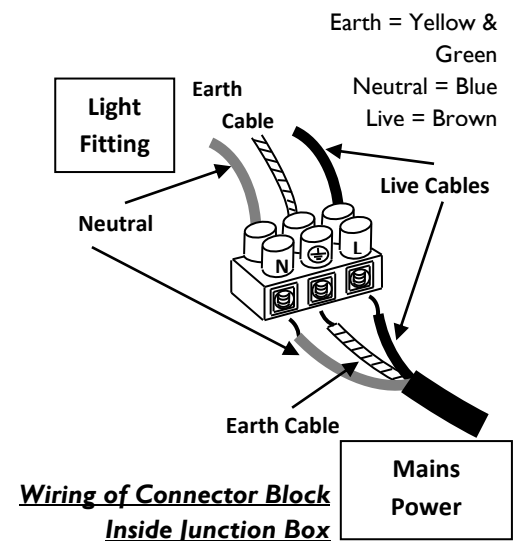 Earth = Yellow &
Green
Neutral = Blue
Live = Brown
Light
Fitting
Earth
Cable
Live Cables
Neutral
N
L
Earth Cable
Mains
Power
Wiring of Connector Block
Inside Junction Box